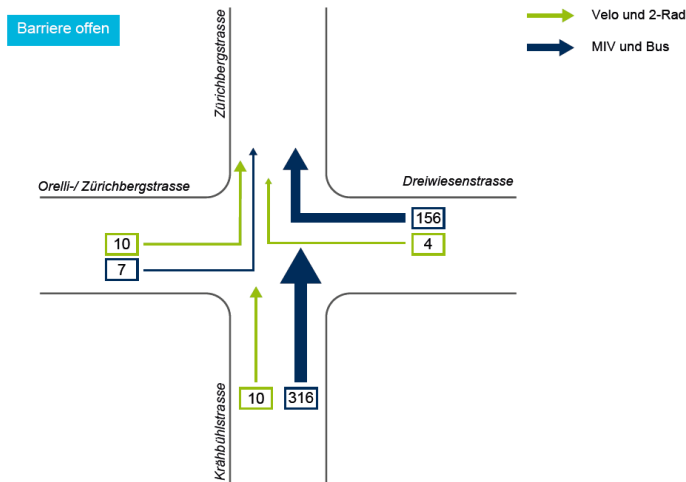 Barriere offen
Velo und 2-Rad
MIV und Bus
Zürichbergstrasse
Orelli-/ Zürichbergstrasse
Dreiwiesenstrasse
156
10
4
7
10
316
Krähbühlstrasse